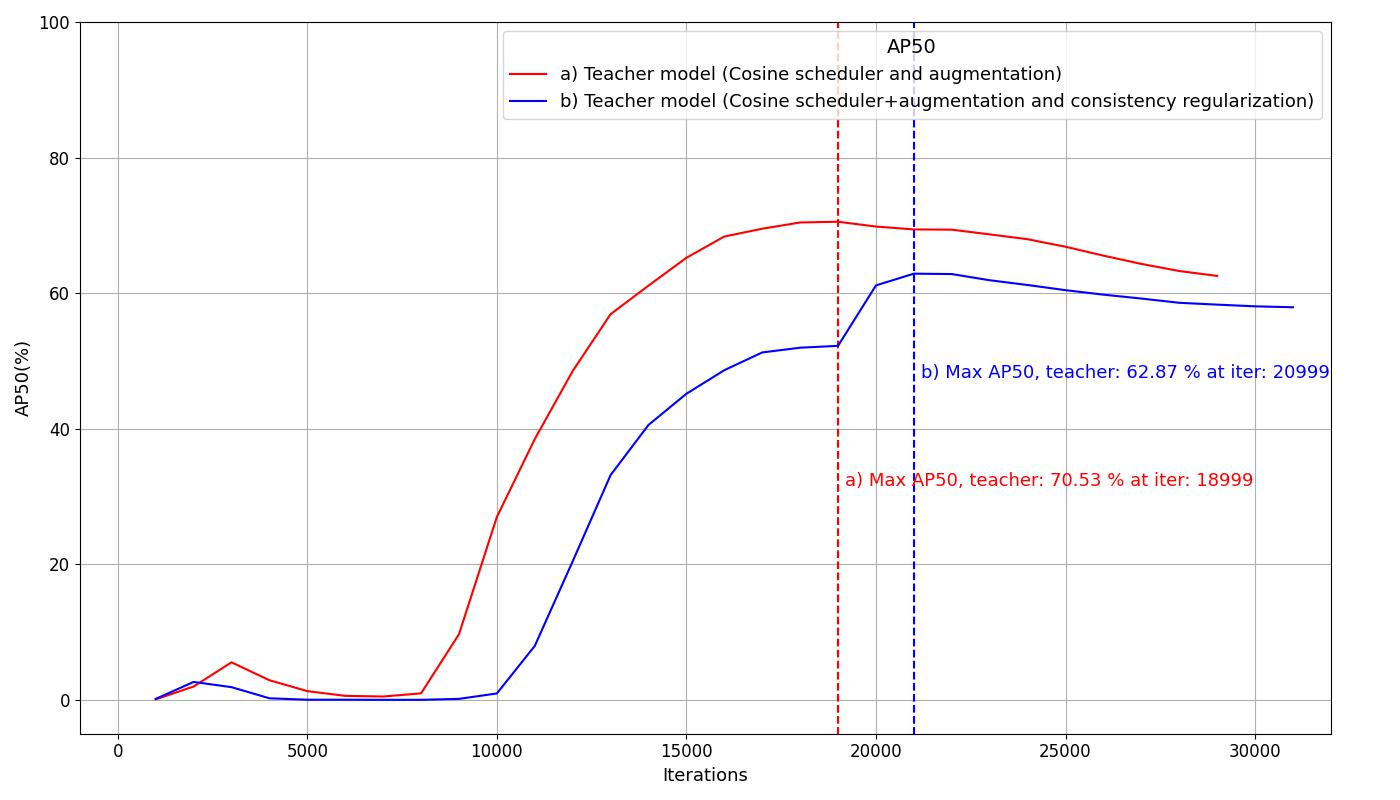 100
80
60
40
20
0
AP50(%)
AP50
a) Teacher model (Cosine scheduler and augmentation)
b) Teacher model (Cosine scheduler+augmentation and consistency regularization)
b) Max AP50, teacher: 62.87 % at iter: 20999
a) Max AP50, teacher: 70.53 % at iter: 18999
0 5000 10000 15000 20000 25000 30000
Iterations